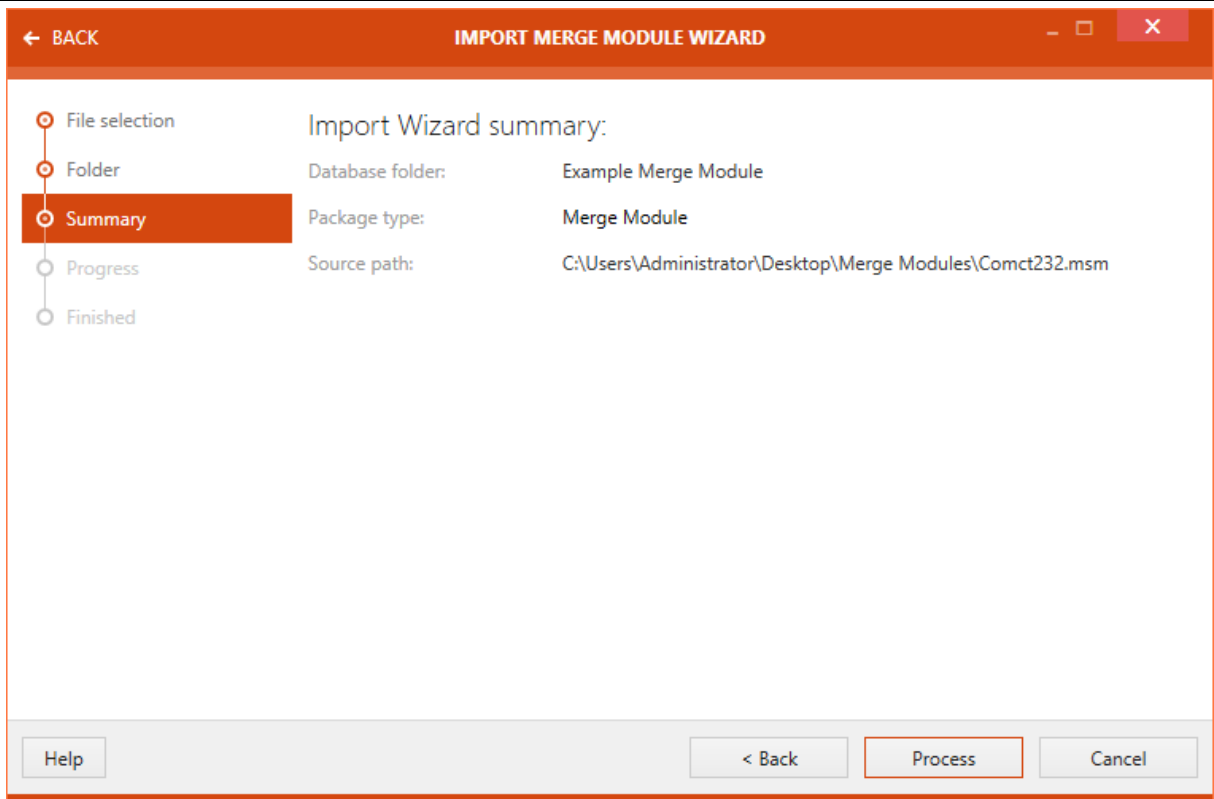 BACK
IMPORT MERGE MODULE WIZARD
File selection
Folder
Summary
Progress
Finished
Import Wizard summary:
Database folder: Example Merge Module
Package type: Merge Module
Source path: C:\Users\Administrator\Desktop\Merge Modules\Comct232.msm
Help
< Back
Process
Cancel